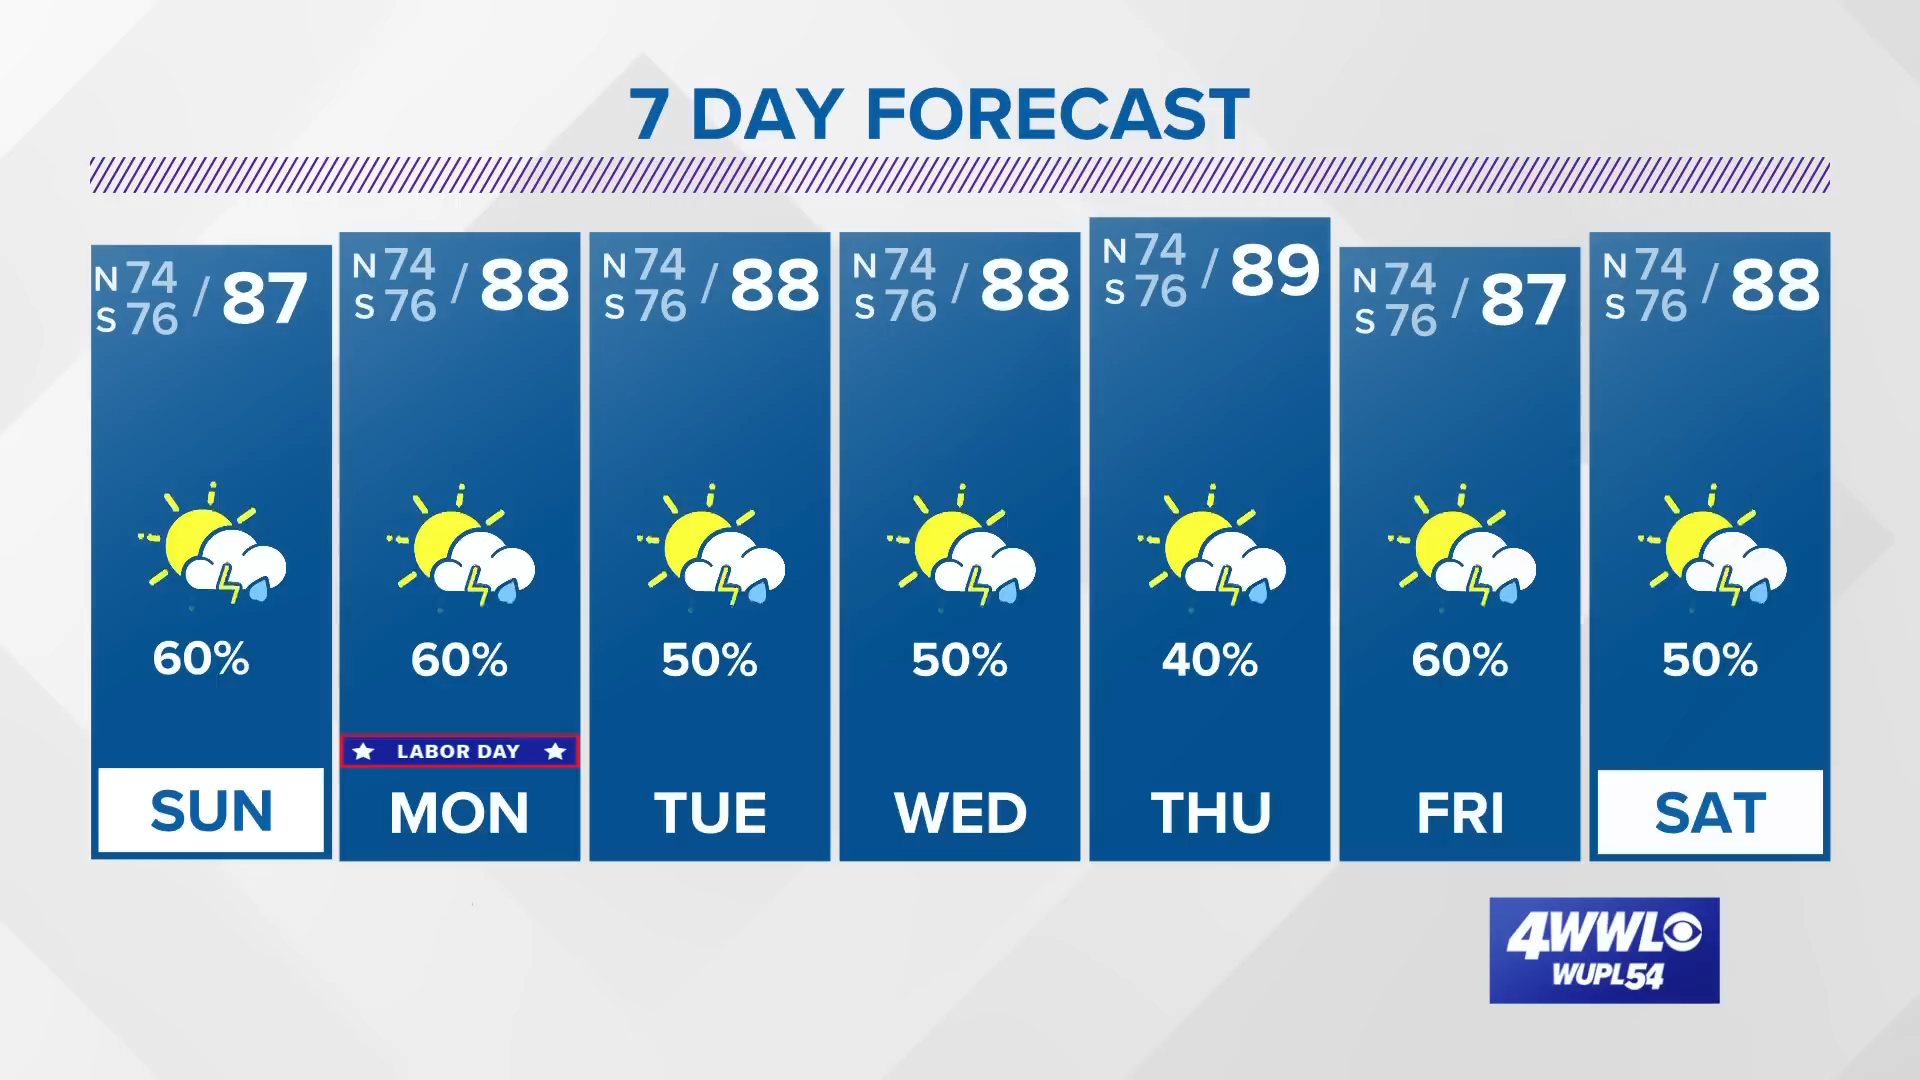 7 DAY FORECAST
N 74
S 76 / 87
60%
SUN
N 74
S 76 / 88
60%
LABOR DAY
MON
N 74
S 76 / 88
50%
TUE
N 74
S 76 / 88
50%
WED
N 74
S 76 / 89
40%
THU
N 74
S 76 / 87
60%
FRI
N 74
S 76 / 88
50%
SAT
4WWL
WUPL54